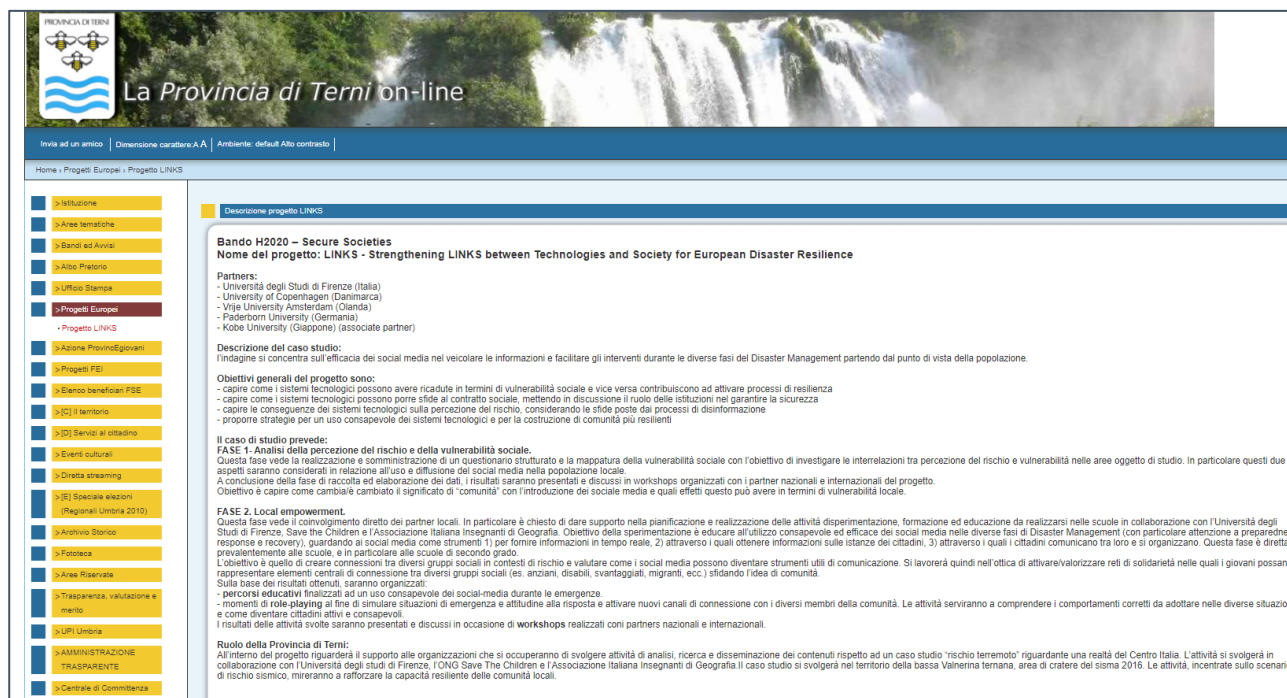 PROVINCIA DI TERNI
La Provincia di Terni on-line
Invia ad un amico | Dimensione carattere:A A | Ambiente: default Alto contrasto |
Home › Progetti Europei › Progetto LINKS
> Istituzione
> Aree tematiche
> Bandi ed Avvisi
> Albo Pretorio
> Ufficio Stampa
> Progetti Europei
• Progetto LINKS
> Azione ProvincEgiovani
> Progetti FEI
> Elenco beneficiari FSE
> [C] Il territorio
> [D] Servizi al cittadino
> Eventi culturali
> Diretta streaming
> [E] Speciale elezioni
(Regionali Umbria 2010)
> Archivio Storico
> Fototeca
> Aree Riservate
> Trasparenza, valutazione e
merito
> UPI Umbria
> AMMINISTRAZIONE
TRASPARENTE
> Centrale di Committenza
Descrizione progetto LINKS
Bando H2020 – Secure Societies
Nome del progetto: LINKS - Strengthening LINKS between Technologies and Society for European Disaster Resilience
Partners:
- Universitá degli Studi di Firenze (Italia)
- University of Copenhagen (Danimarca)
- Vrije University Amsterdam (Olanda)
- Paderborn University (Germania)
- Kobe University (Giappone) (associate partner)
Descrizione del caso studio:
l'indagine si concentra sull'efficacia dei social media nel veicolare le informazioni e facilitare gli interventi durante le diverse fasi del Disaster Management partendo dal punto di vista della popolazione.
Obiettivi generali del progetto sono:
- capire come i sistemi tecnologici possono avere ricadute in termini di vulnerabilità sociale e vice versa contribuiscono ad attivare processi di resilienza
- capire come i sistemi tecnologici possono porre sfide al contratto sociale, mettendo in discussione il ruolo delle istituzioni nel garantire la sicurezza
- capire le conseguenze dei sistemi tecnologici sulla percezione del rischio, considerando le sfide poste dai processi di disinformazione
- proporre strategie per un uso consapevole dei sistemi tecnologici e per la costruzione di comunità più resilienti
Il caso di studio prevede:
FASE 1- Analisi della percezione del rischio e della vulnerabilità sociale.
Questa fase vede la realizzazione e somministrazione di un questionario strutturato e la mappatura della vulnerabilità sociale con l'obiettivo di investigare le interrelazioni tra percezione del rischio e vulnerabilità nelle aree oggetto di studio. In particolare questi due
aspetti saranno considerati in relazione all'uso e diffusione del social media nella popolazione locale.
A conclusione della fase di raccolta ed elaborazione dei dati, i risultati saranno presentati e discussi in workshops organizzati con i partner nazionali e internazionali del progetto.
Obiettivo è capire come cambia/è cambiato il significato di "comunità" con l'introduzione dei sociale media e quali effetti questo può avere in termini di vulnerabilità locale.
FASE 2. Local empowerment.
Questa fase vede il coinvolgimento diretto dei partner locali. In particolare è chiesto di dare supporto nella pianificazione e realizzazione delle attività disperimentazione, formazione ed educazione da realizzarsi nelle scuole in collaborazione con l'Università degli
Studi di Firenze, Save the Children e l'Associazione Italiana Insegnanti di Geografia. Obiettivo della sperimentazione è educare all'utilizzo consapevole ed efficace dei social media nelle diverse fasi di Disaster Management (con particolare attenzione a preparedne
response e recovery), guardando ai social media come strumenti 1) per fornire informazioni in tempo reale, 2) attraverso i quali ottenere informazioni sulle istanze dei cittadini, 3) attraverso i quali i cittadini comunicano tra loro e si organizzano. Questa fase è diretta
prevalentemente alle scuole, e in particolare alle scuole di secondo grado.
L'obiettivo è quello di creare connessioni tra diversi gruppi sociali in contesti di rischio e valutare come i social media possono diventare strumenti utili di comunicazione. Si lavorerà quindi nell'ottica di attivare/valorizzare reti di solidarietà nelle quali i giovani possan
rappresentare elementi centrali di connessione tra diversi gruppi sociali (es. anziani, disabili, svantaggiati, migranti, ecc.) sfidando l'idea di comunità.
Sulla base dei risultati ottenuti, saranno organizzati:
- percorsi educativi finalizzati ad un uso consapevole dei social-media durante le emergenze.
- momenti di role-playing al fine di simulare situazioni di emergenza e attitudine alla risposta e attivare nuovi canali di connessione con i diversi membri della comunità. Le attività serviranno a comprendere i comportamenti corretti da adottare nelle diverse situazio
e come diventare cittadini attivi e consapevoli.
I risultati delle attività svolte saranno presentati e discussi in occasione di workshops realizzati coni partners nazionali e internazionali.
Ruolo della Provincia di Terni:
All'interno del progetto riguarderà il supporto alle organizzazioni che si occuperanno di svolgere attività di analisi, ricerca e disseminazione dei contenuti rispetto ad un caso studio "rischio terremoto" riguardante una realtà del Centro Italia. L'attività si svolgerà in
collaborazione con l'Università degli studi di Firenze, l'ONG Save The Children e l'Associazione Italiana Insegnanti di Geografia.Il caso studio si svolgerà nel territorio della bassa Valnerina ternana, area di cratere del sisma 2016. Le attività, incentrate sullo scenari
di rischio sismico, mireranno a rafforzare la capacità resiliente delle comunità locali.